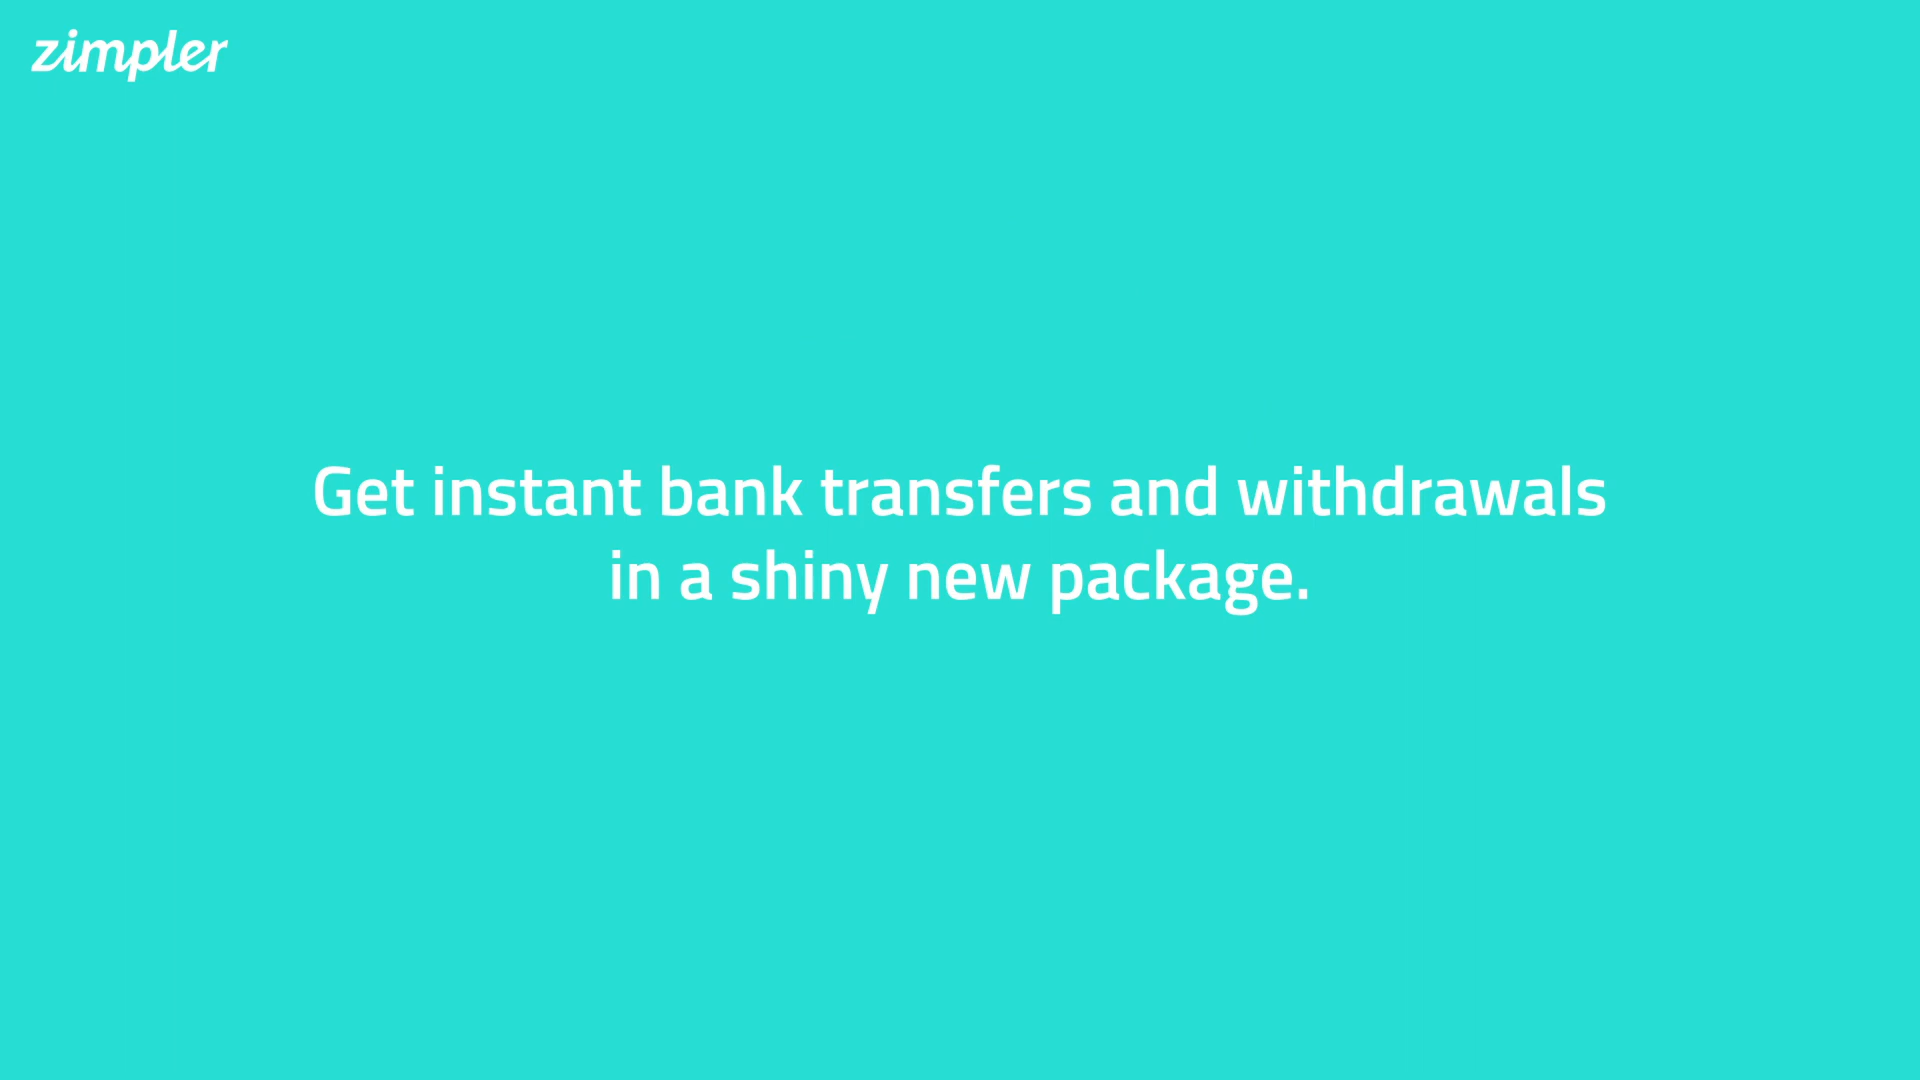 zimpler
Get instant bank transfers and withdrawals
in a shiny new package.